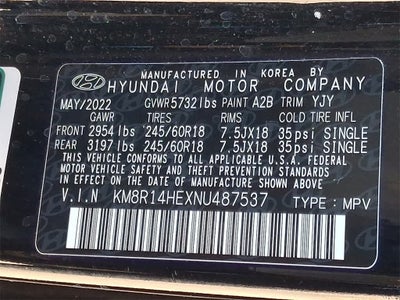 MANUFACTURED IN KOREA BY
HYUNDAI MOTOR COMPANY
MAY/2022 GVWR 5732 lbs PAINT A2B TRIM YJY
GAWR TIRES RIMS COLD TIRE INFL
FRONT 2954 lbs 245/60R18 7.5JX18 35psi SINGLE
REAR 3197 lbs 245/60R18 7.5JX18 35psi SINGLE
THIS VEHICLE CONFORMS TO ALL APPLICABLE U.S.A. FEDERAL
MOTOR VEHICLE SAFETY STANDARDS IN EFFECT
ON THE DATE OF MANUFACTURE SHOWN ABOVE
V.I.N KM8R14HEXNU487537 TYPE: MPV